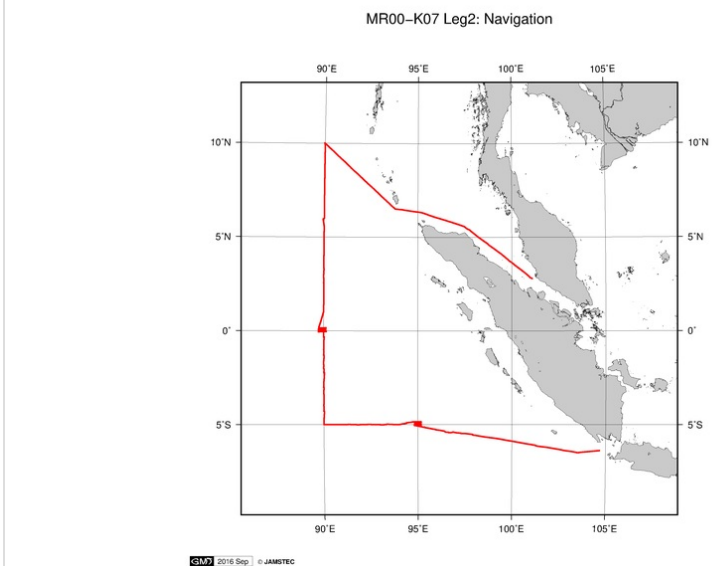 MR00−K07 Leg2: Navigation
90˚E 95˚E 100˚E 105˚E
10˚N 10˚N
5˚N 5˚N
0˚ 0˚
5˚S 5˚S
90˚E 95˚E 100˚E 105˚E
GMD 2016 Sep © JAMSTEC